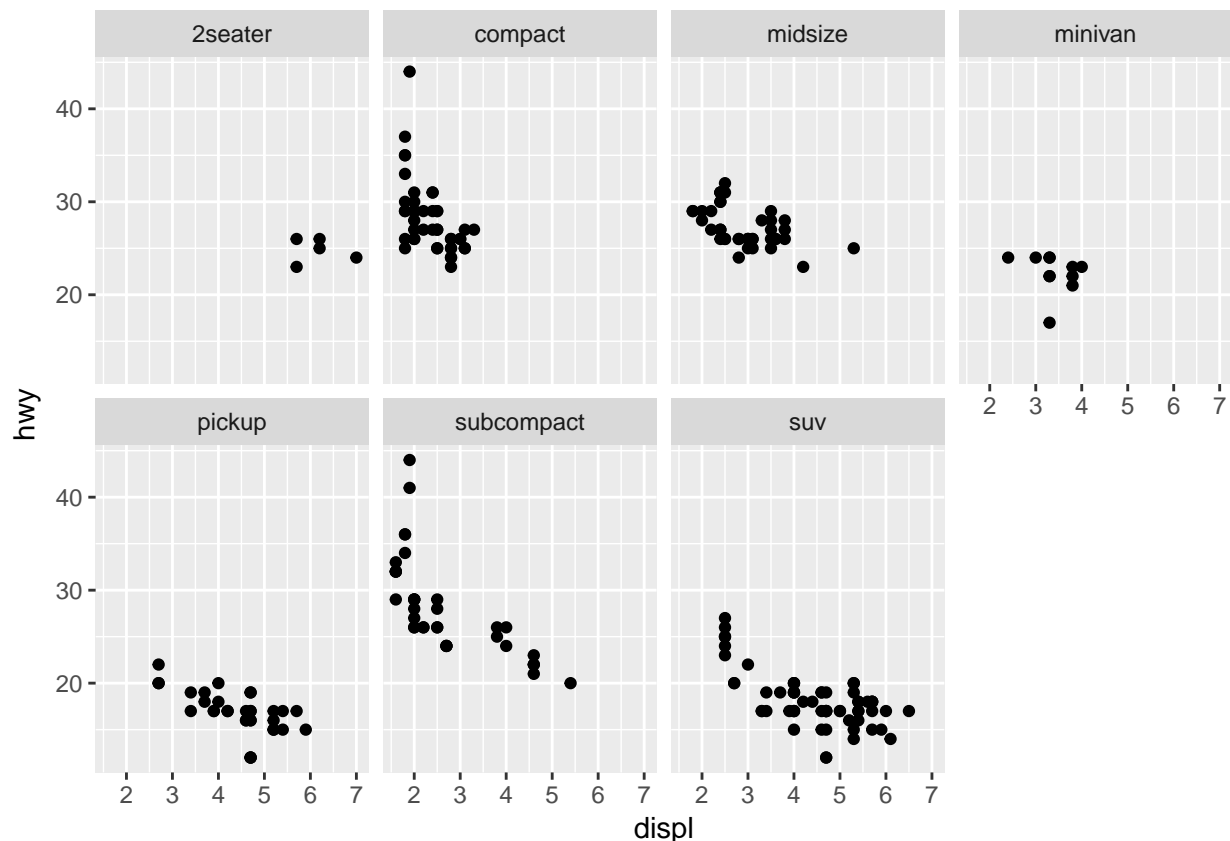 2seater compact midsize minivan
40
30
20
2 3 4 5 6 7
hwy
pickup subcompact suv
40
30
20
2 3 4 5 6 7 2 3 4 5 6 7 2 3 4 5 6 7
displ